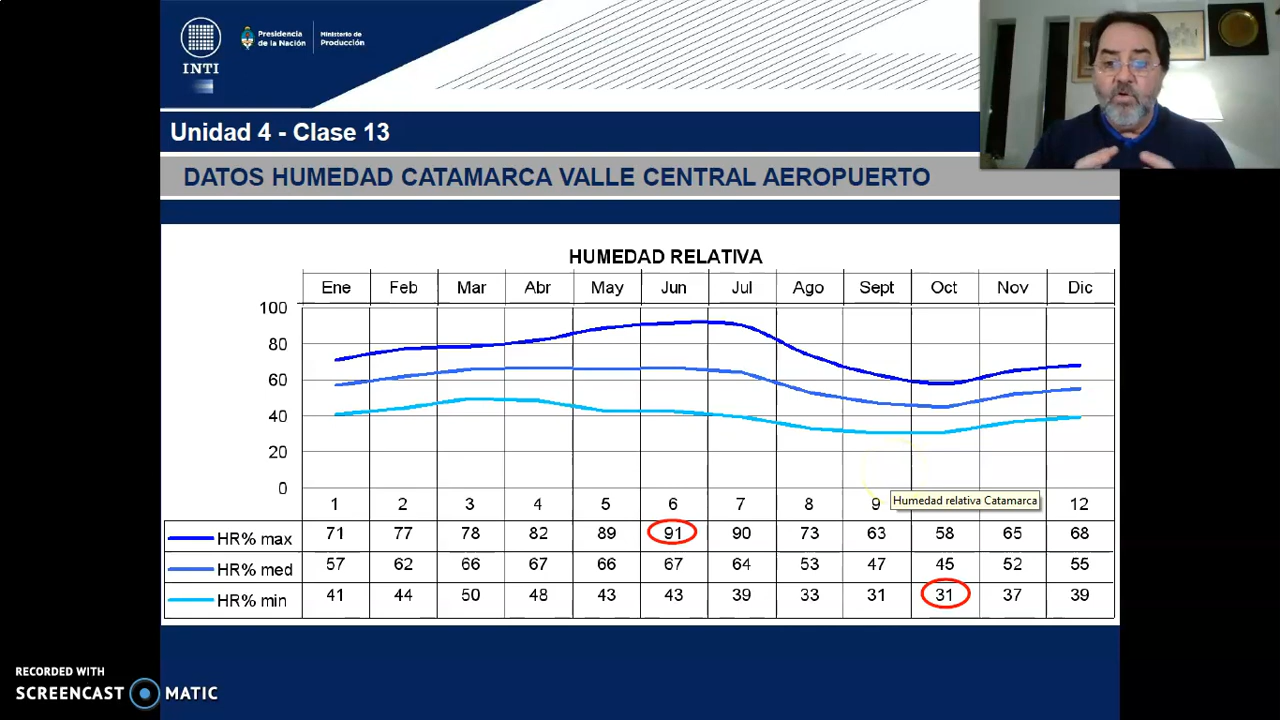 INTI
Presidencia
de la Nación
Ministerio de
Producción
Unidad 4 - Clase 13
DATOS HUMEDAD CATAMARCA VALLE CENTRAL AEROPUERTO
HUMEDAD RELATIVA
Ene Feb Mar Abr May Jun Jul Ago Sept Oct Nov Dic
100
80
60
40
20
0
1 2 3 4 5 6 7 8 9 12
Humedad relativa Catamarca
HR% max 71 77 78 82 89 91 90 73 63 58 65 68
HR% med 57 62 66 67 66 67 64 53 47 45 52 55
HR% min 41 44 50 48 43 43 39 33 31 31 37 39
RECORDED WITH
SCREENCAST MATIC